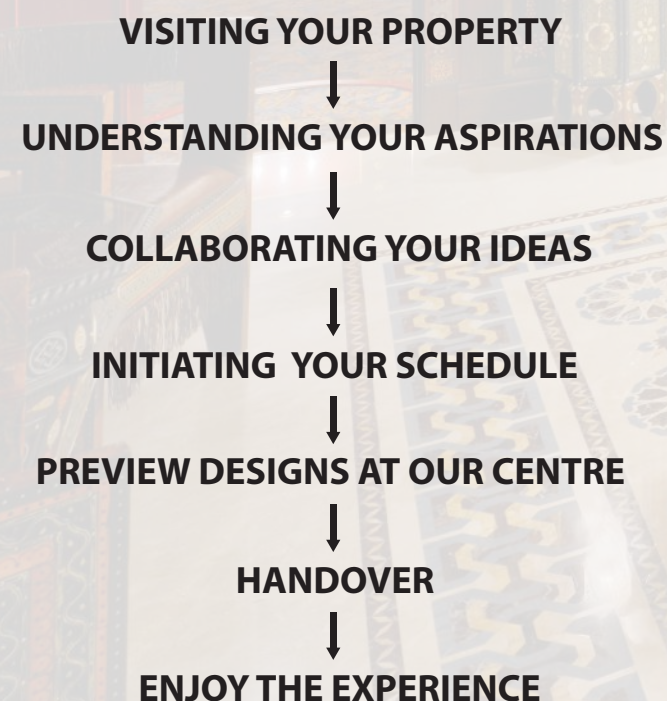 VISITING YOUR PROPERTY
UNDERSTANDING YOUR ASPIRATIONS
COLLABORATING YOUR IDEAS
INITIATING YOUR SCHEDULE
PREVIEW DESIGNS AT OUR CENTRE
HANDOVER
ENJOY THE EXPERIENCE